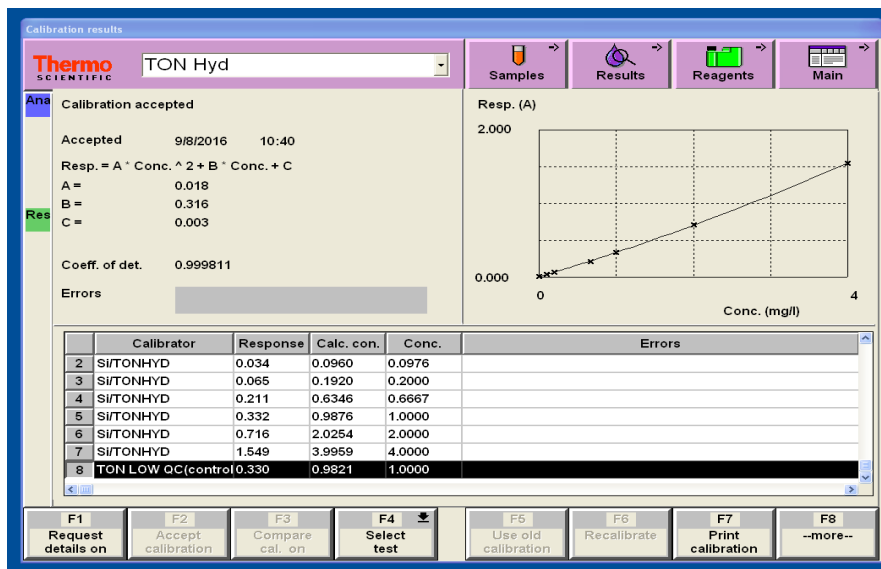 Calibration results
Thermo
SCIENTIFIC
TON Hyd
Samples
Results
Reagents
Main
Ana
Res
Calibration accepted
Accepted 9/8/2016 10:40
Resp. = A * Conc. ^ 2 + B * Conc. + C
A = 0.018
B = 0.316
C = 0.003
Coeff. of det. 0.999811
Errors
Resp. (A)
2.000
0.000
0 4
Conc. (mg/l)
Calibrator Response Calc. con. Conc. Errors
2 Si/TONHYD 0.034 0.0960 0.0976
3 Si/TONHYD 0.065 0.1920 0.2000
4 Si/TONHYD 0.211 0.6346 0.6667
5 Si/TONHYD 0.332 0.9876 1.0000
6 Si/TONHYD 0.716 2.0254 2.0000
7 Si/TONHYD 1.549 3.9959 4.0000
8 TON LOW QC(control 0.330 0.9821 1.0000
F1 Request details on
F2 Accept calibration
F3 Compare cal. on
F4 Select test
F5 Use old calibration
F6 Recalibrate
F7 Print calibration
F8 --more--